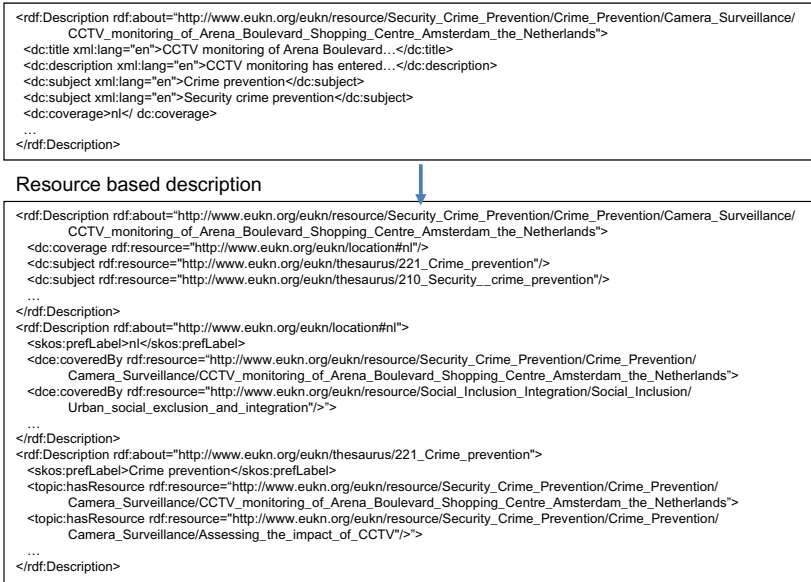 <rdf:Description rdf:about=“http://www.eukn.org/eukn/resource/Security_Crime_Prevention/Crime_Prevention/Camera_Surveillance/
CCTV_monitoring_of_Arena_Boulevard_Shopping_Centre_Amsterdam_the_Netherlands">
<dc:title xml:lang="en">CCTV monitoring of Arena Boulevard…</dc:title>
<dc:description xml:lang="en">CCTV monitoring has entered…</dc:description>
<dc:subject xml:lang="en">Crime prevention</dc:subject>
<dc:subject xml:lang="en">Security crime prevention</dc:subject>
<dc:coverage>nl</ dc:coverage>
…
</rdf:Description>
Resource based description
<rdf:Description rdf:about=“http://www.eukn.org/eukn/resource/Security_Crime_Prevention/Crime_Prevention/Camera_Surveillance/
CCTV_monitoring_of_Arena_Boulevard_Shopping_Centre_Amsterdam_the_Netherlands">
<dc:coverage rdf:resource="http://www.eukn.org/eukn/location#nl"/>
<dc:subject rdf:resource="http://www.eukn.org/eukn/thesaurus/221_Crime_prevention"/>
<dc:subject rdf:resource="http://www.eukn.org/eukn/thesaurus/210_Security__crime_prevention"/>
…
</rdf:Description>
<rdf:Description rdf:about="http://www.eukn.org/eukn/location#nl">
<skos:prefLabel>nl</skos:prefLabel>
<dce:coveredBy rdf:resource=“http://www.eukn.org/eukn/resource/Security_Crime_Prevention/Crime_Prevention/
Camera_Surveillance/CCTV_monitoring_of_Arena_Boulevard_Shopping_Centre_Amsterdam_the_Netherlands”>
<dce:coveredBy rdf:resource="http://www.eukn.org/eukn/resource/Social_Inclusion_Integration/Social_Inclusion/
Urban_social_exclusion_and_integration"/>”>
…
</rdf:Description>
<rdf:Description rdf:about="http://www.eukn.org/eukn/thesaurus/221_Crime_prevention">
<skos:prefLabel>Crime prevention</skos:prefLabel>
<topic:hasResource rdf:resource=“http://www.eukn.org/eukn/resource/Security_Crime_Prevention/Crime_Prevention/
Camera_Surveillance/CCTV_monitoring_of_Arena_Boulevard_Shopping_Centre_Amsterdam_the_Netherlands”>
<topic:hasResource rdf:resource="http://www.eukn.org/eukn/resource/Security_Crime_Prevention/Crime_Prevention/
Camera_Surveillance/Assessing_the_impact_of_CCTV"/>”>
…
</rdf:Description>